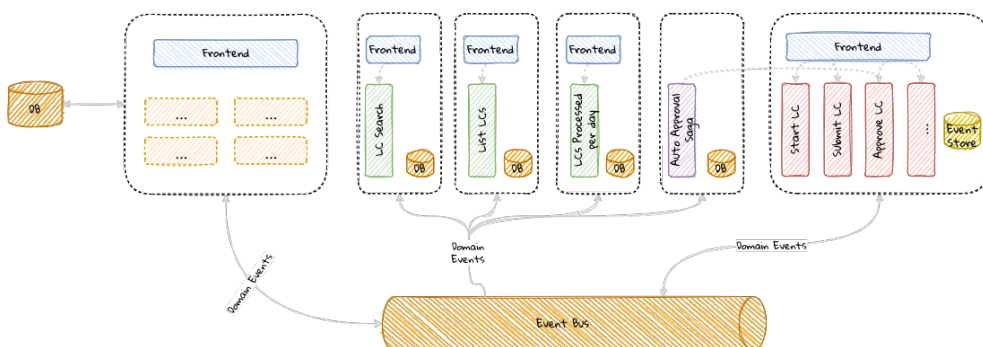 Frontend
Frontend
Frontend
Frontend
Frontend
DB
...
...
...
...
LC Search
DB
List LCs
DB
LCs Processed
per day
DB
Auto Approval
Saga
DB
Start LC
Submit LC
Approve LC
...
Event
Store
Domain Events
Domain
Events
Domain Events
Event Bus